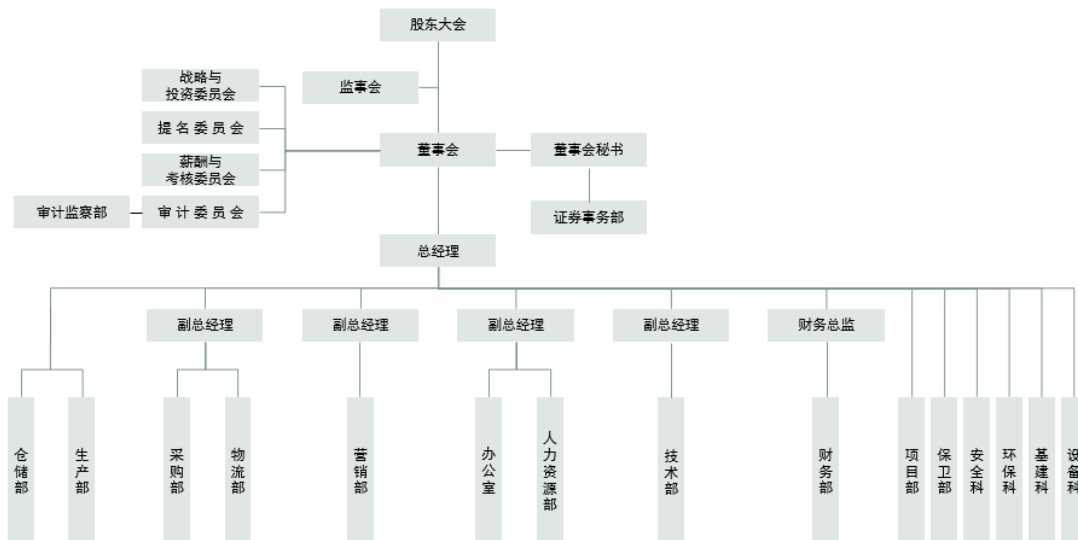 股东大会
战略与
投资委员会
监事会
提名委员会
董事会
董事会秘书
薪酬与
考核委员会
审计监察部
审计委员会
证券事务部
总经理
副总经理
副总经理
副总经理
副总经理
财务总监
仓储部
生产部
采购部
物流部
营销部
办公室
人力资源部
技术部
财务部
项目部
保卫部
安全科
环保科
基建科
设备科